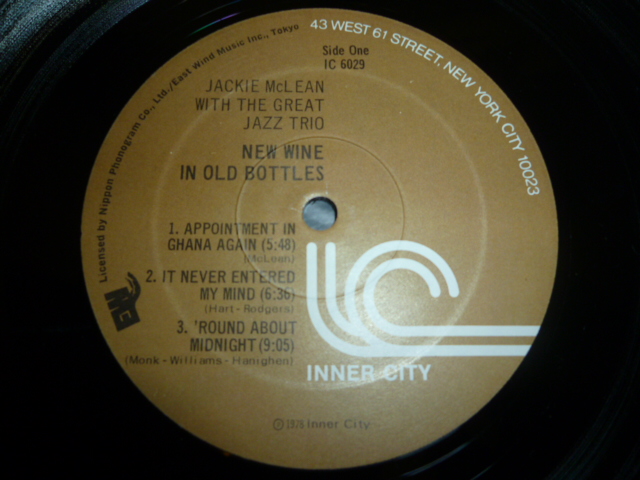 Licensed by Nippon Phonogram Co., Ltd./East Wind Music Inc., Tokyo
43 WEST 61 STREET, NEW YORK CITY 10023
Side One
IC 6029
JACKIE McLEAN
WITH THE GREAT
JAZZ TRIO
NEW WINE
IN OLD BOTTLES
1. APPOINTMENT IN
GHANA AGAIN (5:48)
(McLean)
2. IT NEVER ENTERED
MY MIND (6:36)
(Hart - Rodgers)
3. 'ROUND ABOUT
MIDNIGHT (9:05)
(Monk - Williams - Hanighen)
IC
INNER CITY
Inner City